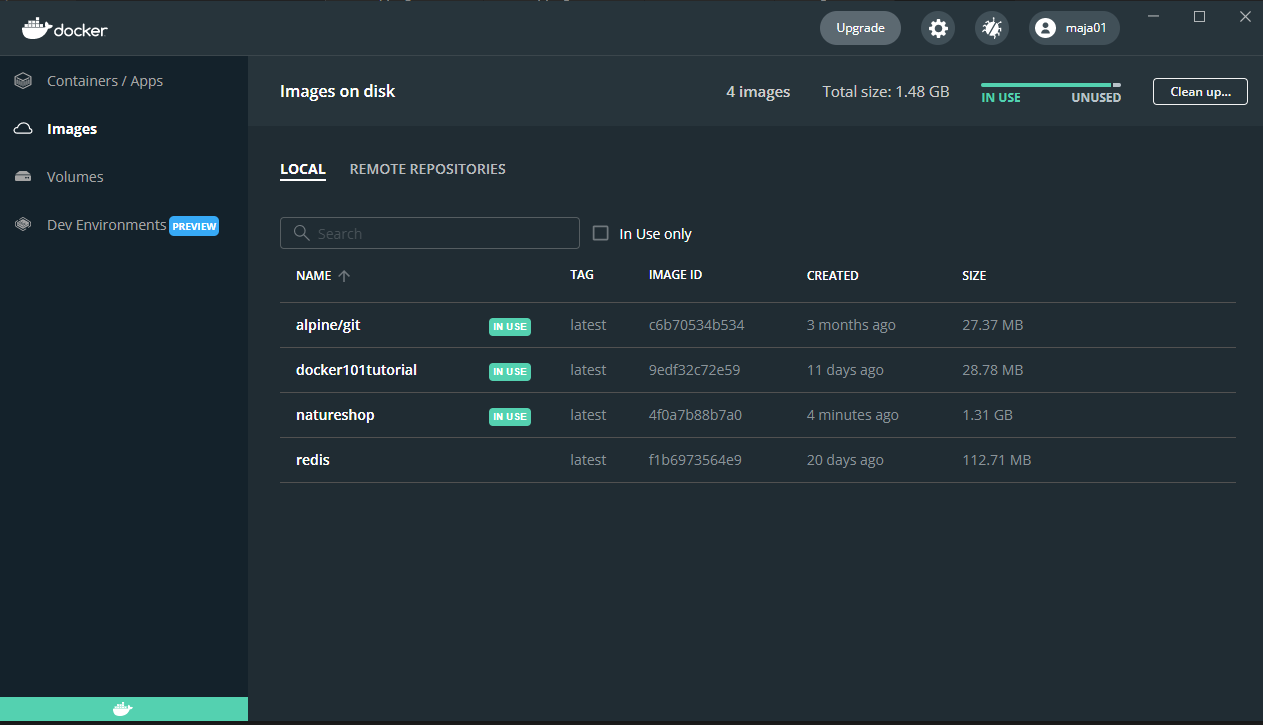 docker
Upgrade
maja01
Containers / Apps
Images
Volumes
Dev Environments PREVIEW
Images on disk
4 images
Total size: 1.48 GB
IN USE
UNUSED
Clean up...
LOCAL
REMOTE REPOSITORIES
Search
In Use only
NAME TAG IMAGE ID CREATED SIZE
alpine/git IN USE latest c6b70534b534 3 months ago 27.37 MB
docker101tutorial IN USE latest 9edf32c72e59 11 days ago 28.78 MB
natureshop IN USE latest 4f0a7b88b7a0 4 minutes ago 1.31 GB
redis latest f1b6973564e9 20 days ago 112.71 MB